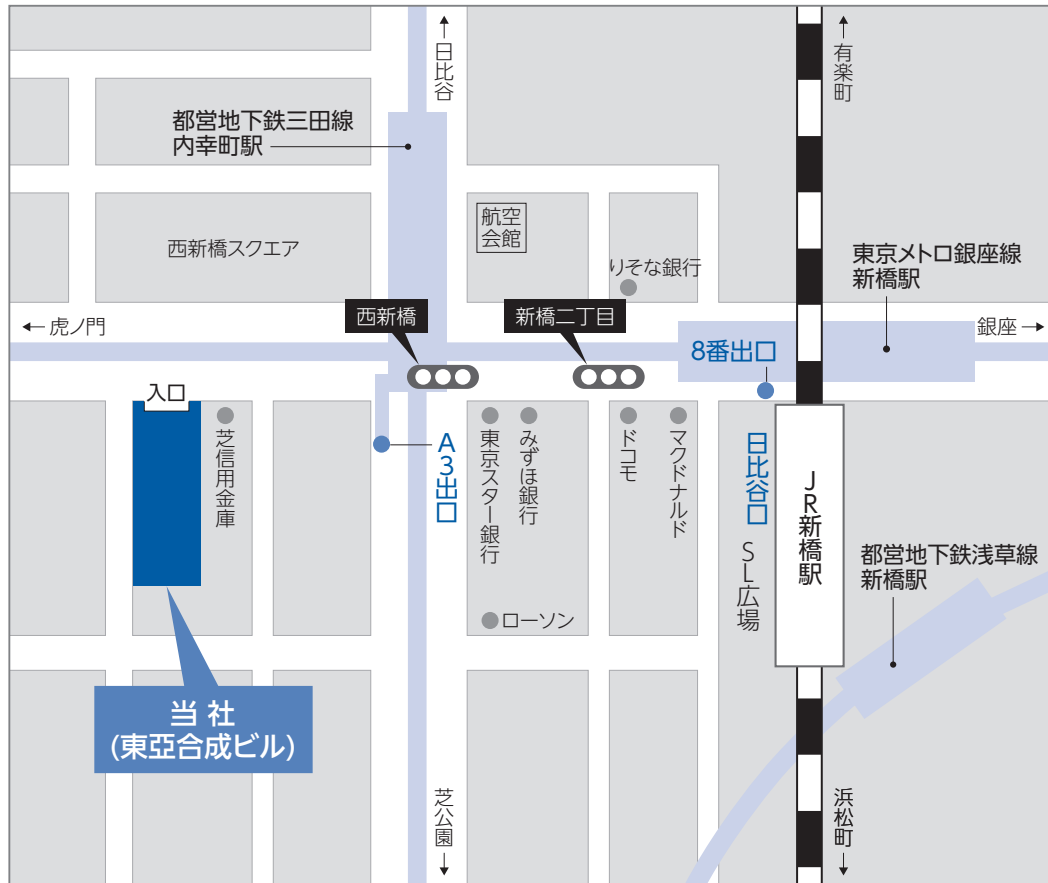 ↑
日比谷
↑
有楽町
都営地下鉄三田線
内幸町駅
航空
会館
西新橋スクエア
りそな銀行
東京メトロ銀座線
新橋駅
←虎ノ門
西新橋
新橋二丁目
銀座→
8番出口
入口
芝信用金庫
A3出口
東京スター銀行
みずほ銀行
ドコモ
マクドナルド
日比谷口
SL広場
JR新橋駅
都営地下鉄浅草線
新橋駅
ローソン
当社
(東亞合成ビル)
芝公園
↓
浜松町
↓